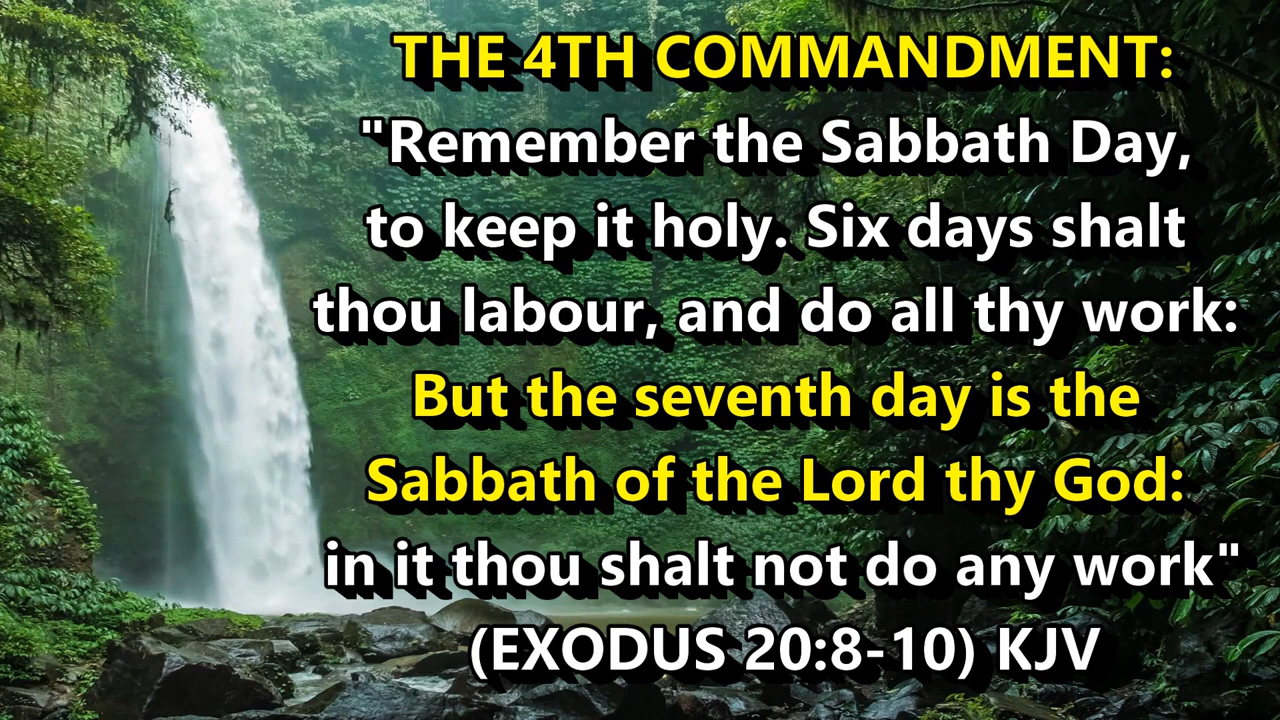 THE 4TH COMMANDMENT:
"Remember the Sabbath Day,
to keep it holy. Six days shalt
thou labour, and do all thy work:
But the seventh day is the
Sabbath of the Lord thy God:
in it thou shalt not do any work"
(EXODUS 20:8-10) KJV